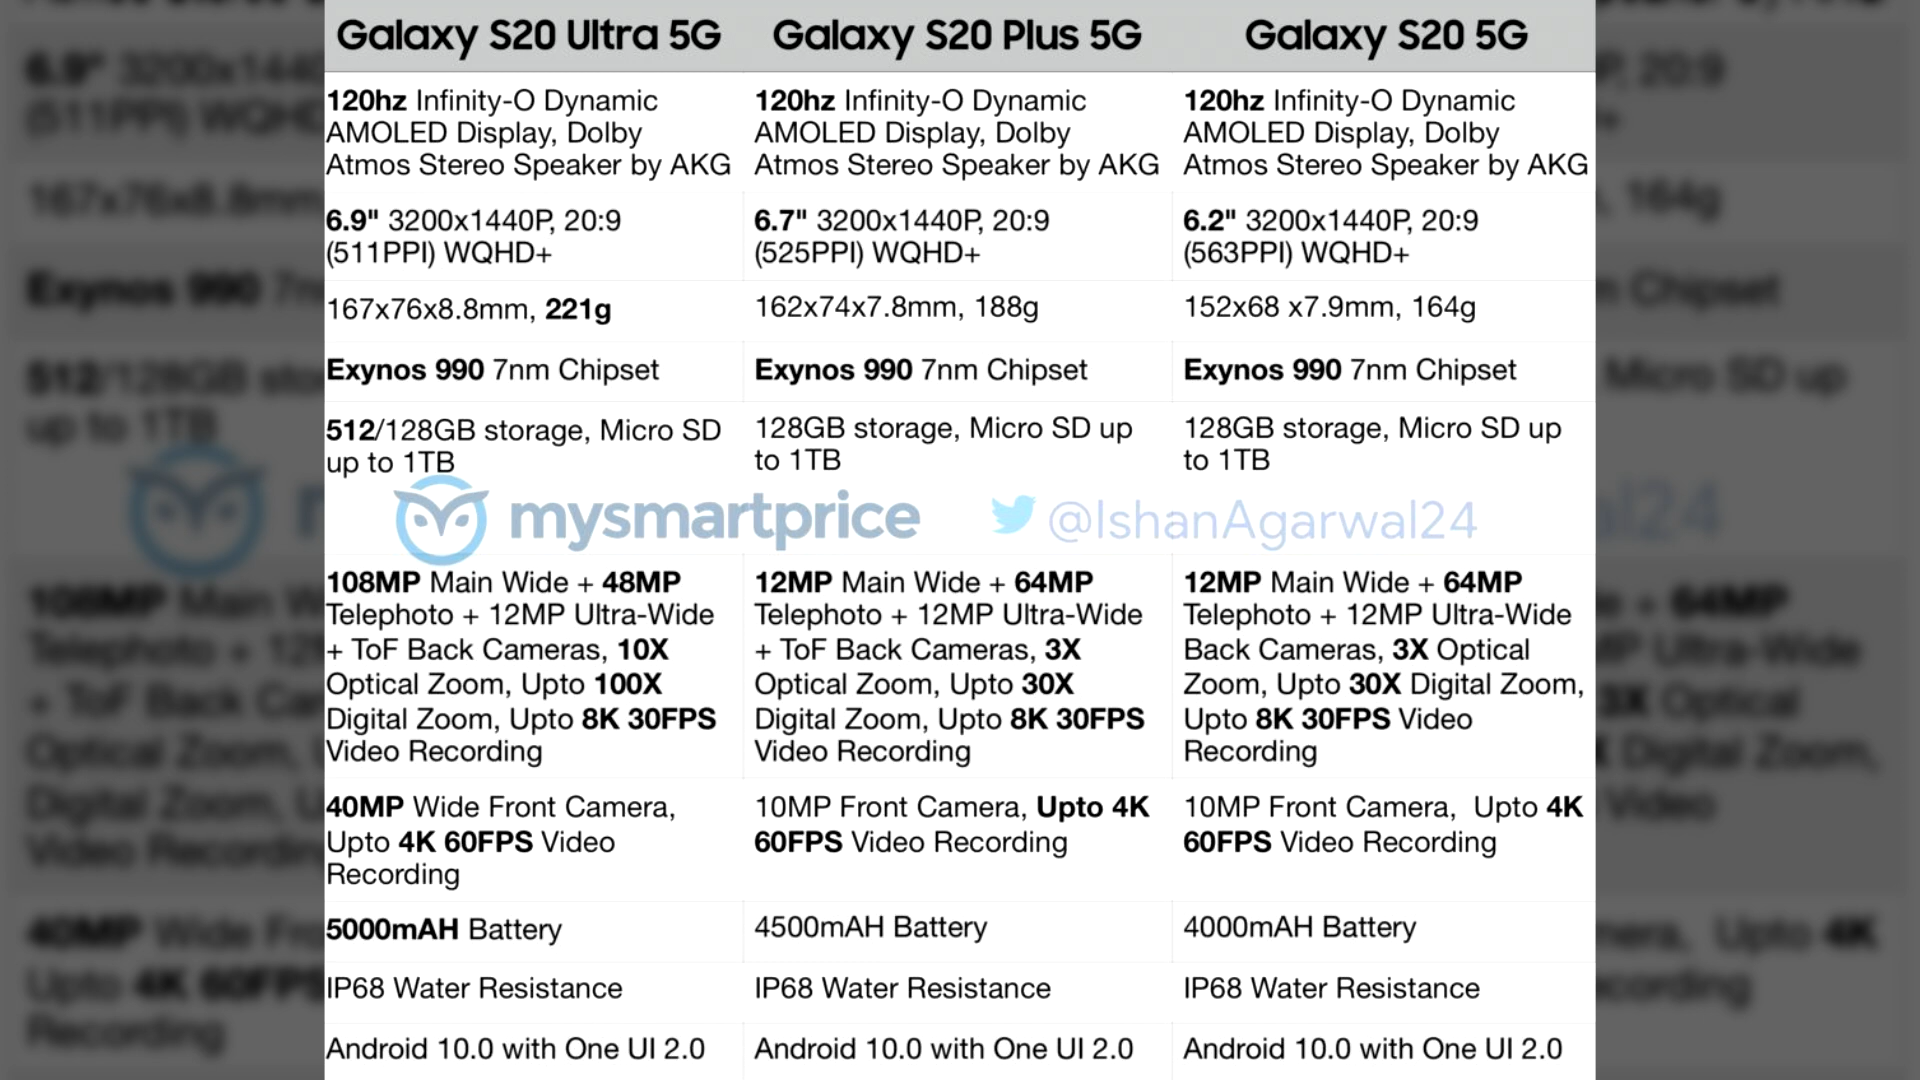 Galaxy S20 Ultra 5G
Galaxy S20 Plus 5G
Galaxy S20 5G
120hz Infinity-O Dynamic
AMOLED Display, Dolby
Atmos Stereo Speaker by AKG
120hz Infinity-O Dynamic
AMOLED Display, Dolby
Atmos Stereo Speaker by AKG
120hz Infinity-O Dynamic
AMOLED Display, Dolby
Atmos Stereo Speaker by AKG
6.9" 3200x1440P, 20:9
(511PPI) WQHD+
6.7" 3200x1440P, 20:9
(525PPI) WQHD+
6.2" 3200x1440P, 20:9
(563PPI) WQHD+
167x76x8.8mm, 221g
162x74x7.8mm, 188g
152x68 x7.9mm, 164g
Exynos 990 7nm Chipset
Exynos 990 7nm Chipset
Exynos 990 7nm Chipset
512/128GB storage, Micro SD
up to 1TB
128GB storage, Micro SD up
to 1TB
128GB storage, Micro SD up
to 1TB
mysmartprice
@IshanAgarwal24
108MP Main Wide + 48MP
Telephoto + 12MP Ultra-Wide
+ ToF Back Cameras, 10X
Optical Zoom, Upto 100X
Digital Zoom, Upto 8K 30FPS
Video Recording
12MP Main Wide + 64MP
Telephoto + 12MP Ultra-Wide
+ ToF Back Cameras, 3X
Optical Zoom, Upto 30X
Digital Zoom, Upto 8K 30FPS
Video Recording
12MP Main Wide + 64MP
Telephoto + 12MP Ultra-Wide
Back Cameras, 3X Optical
Zoom, Upto 30X Digital Zoom,
Upto 8K 30FPS Video
Recording
40MP Wide Front Camera,
Upto 4K 60FPS Video
Recording
10MP Front Camera, Upto 4K
60FPS Video Recording
10MP Front Camera, Upto 4K
60FPS Video Recording
5000mAH Battery
4500mAH Battery
4000mAH Battery
IP68 Water Resistance
IP68 Water Resistance
IP68 Water Resistance
Android 10.0 with One UI 2.0
Android 10.0 with One UI 2.0
Android 10.0 with One UI 2.0